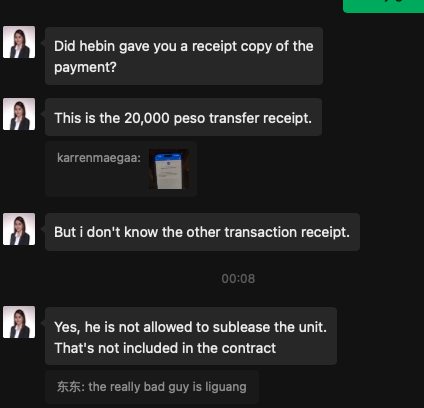 Did hebin gave you a receipt copy of the
payment?
This is the 20,000 peso transfer receipt.
karrenmaegaa:
But i don't know the other transaction receipt.
00:08
Yes, he is not allowed to sublease the unit.
That's not included in the contract
东东: the really bad guy is liguang